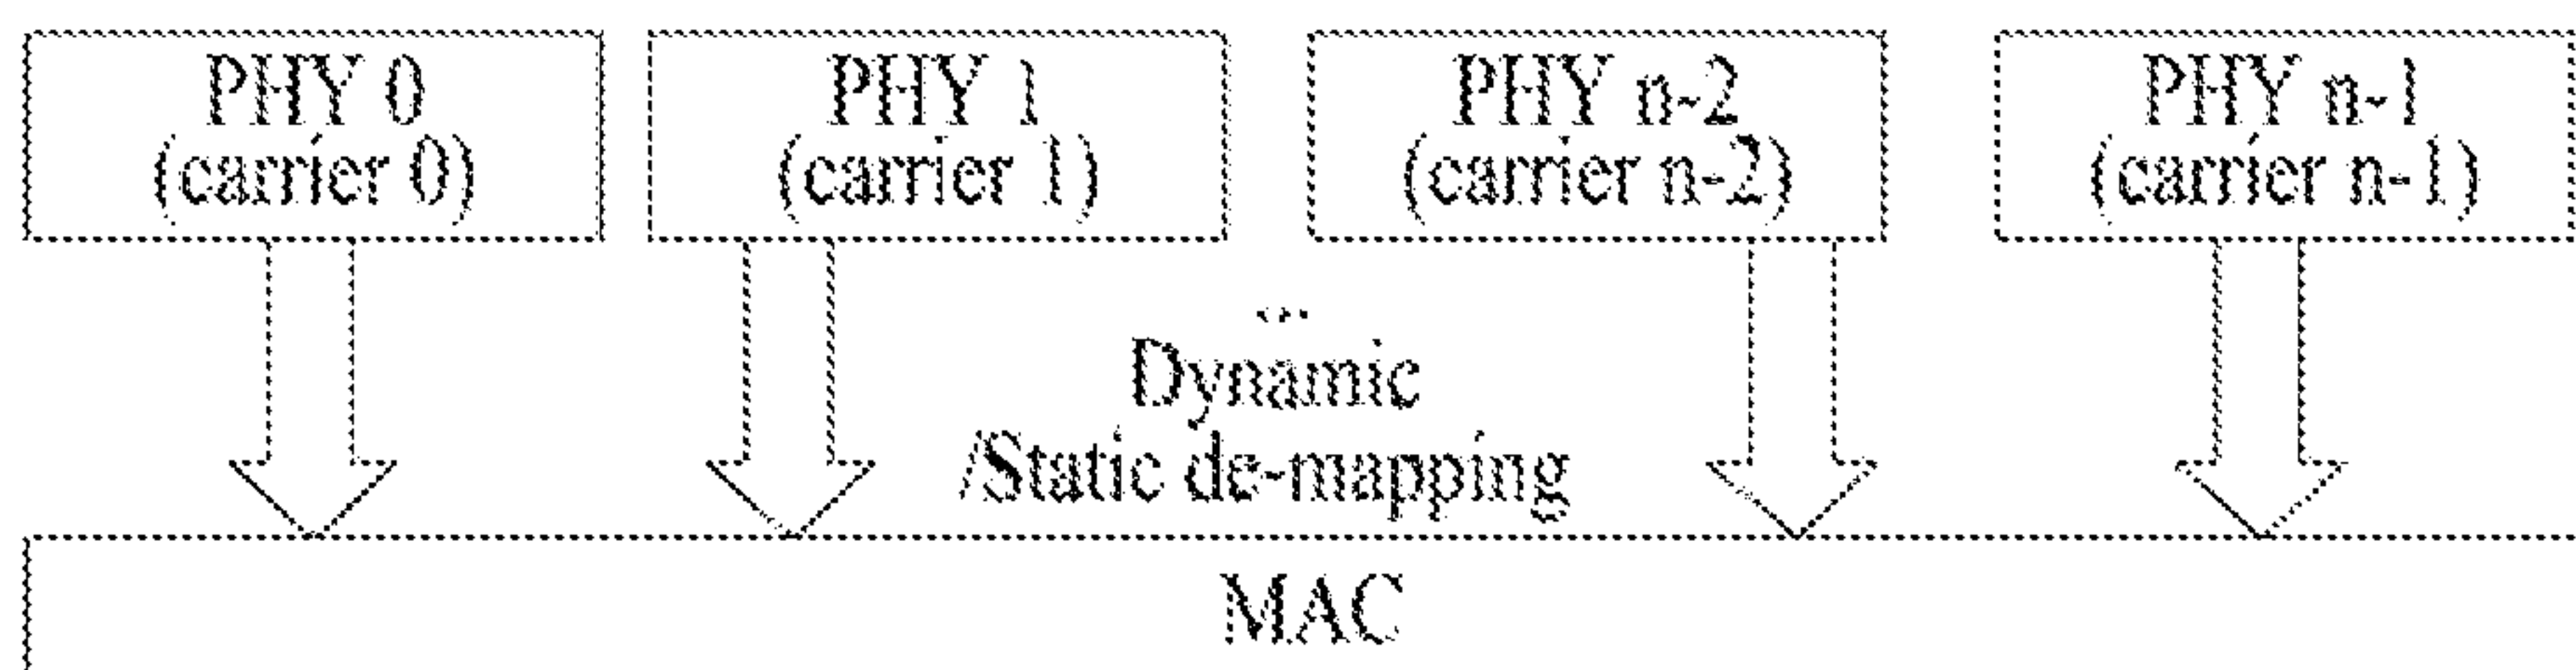 PHY 0
(carrier 0)
PHY 1
(carrier 1)
PHY n-2
(carrier n-2)
PHY n-1
(carrier n-1)
...
Dynamic
/Static de-mapping
MAC